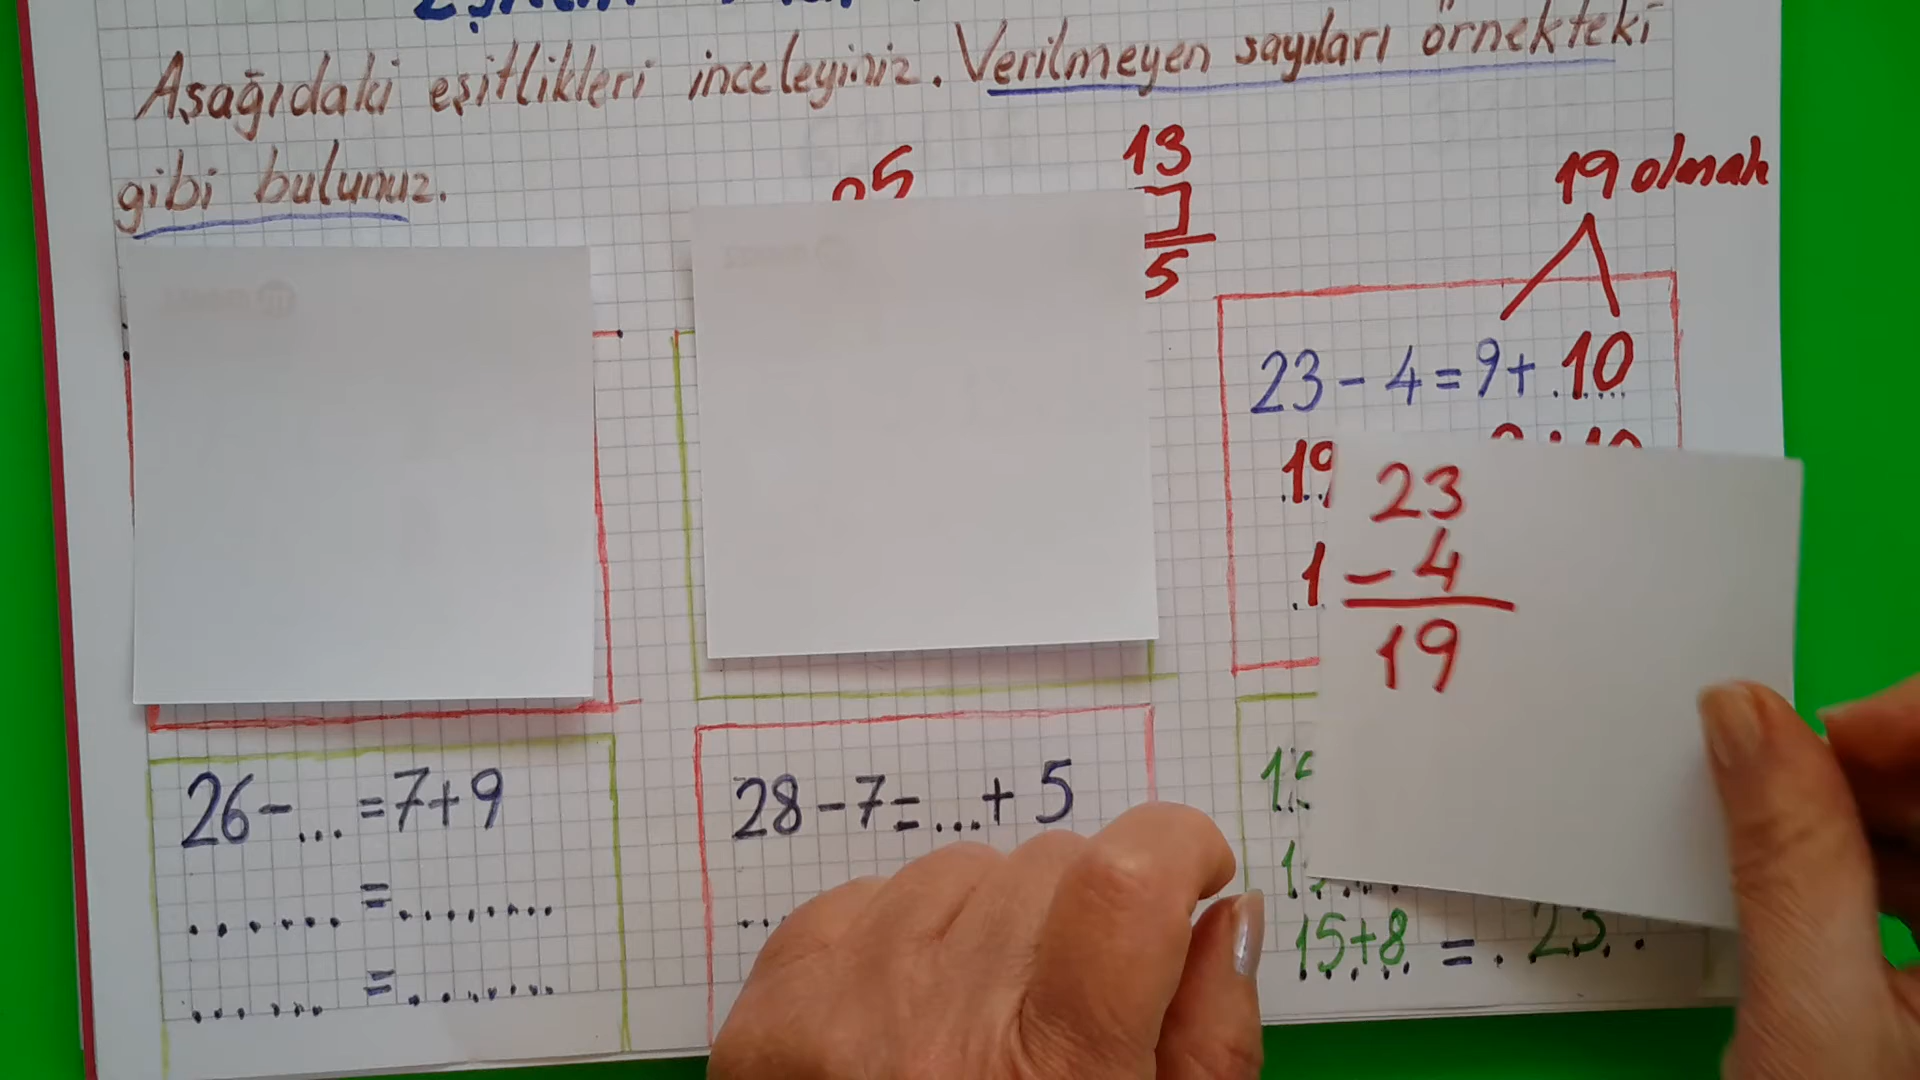 Aşağıdaki eşitlikleri inceleyiniz. Verilmeyen sayıları örnekteki
gibi bulunuz.
13
5
19 olmalı
23 - 4 = 9 + 10
19
23
- 4
19
26 - ... = 7 + 9
....... = ........
...... = .......
28 - 7 = ... + 5
15+8 = . 23 .